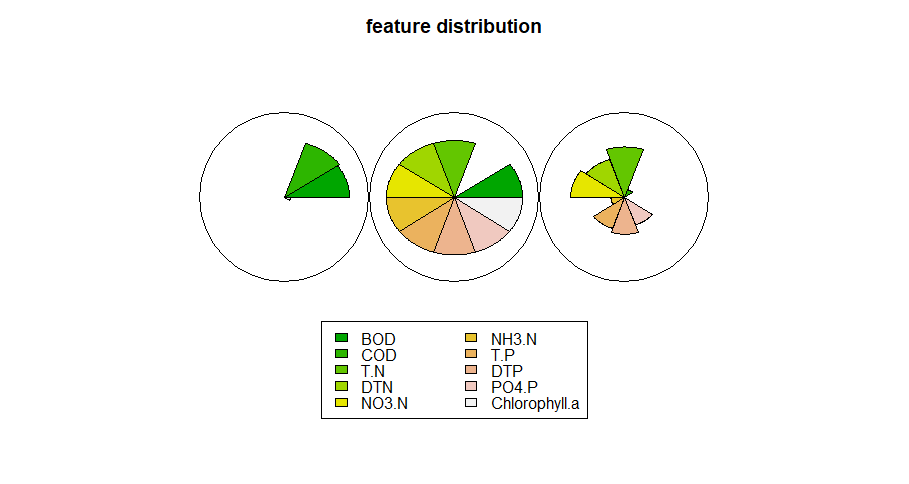 feature distribution
BOD
COD
T.N
DTN
NO3.N
NH3.N
T.P
DTP
PO4.P
Chlorophyll.a